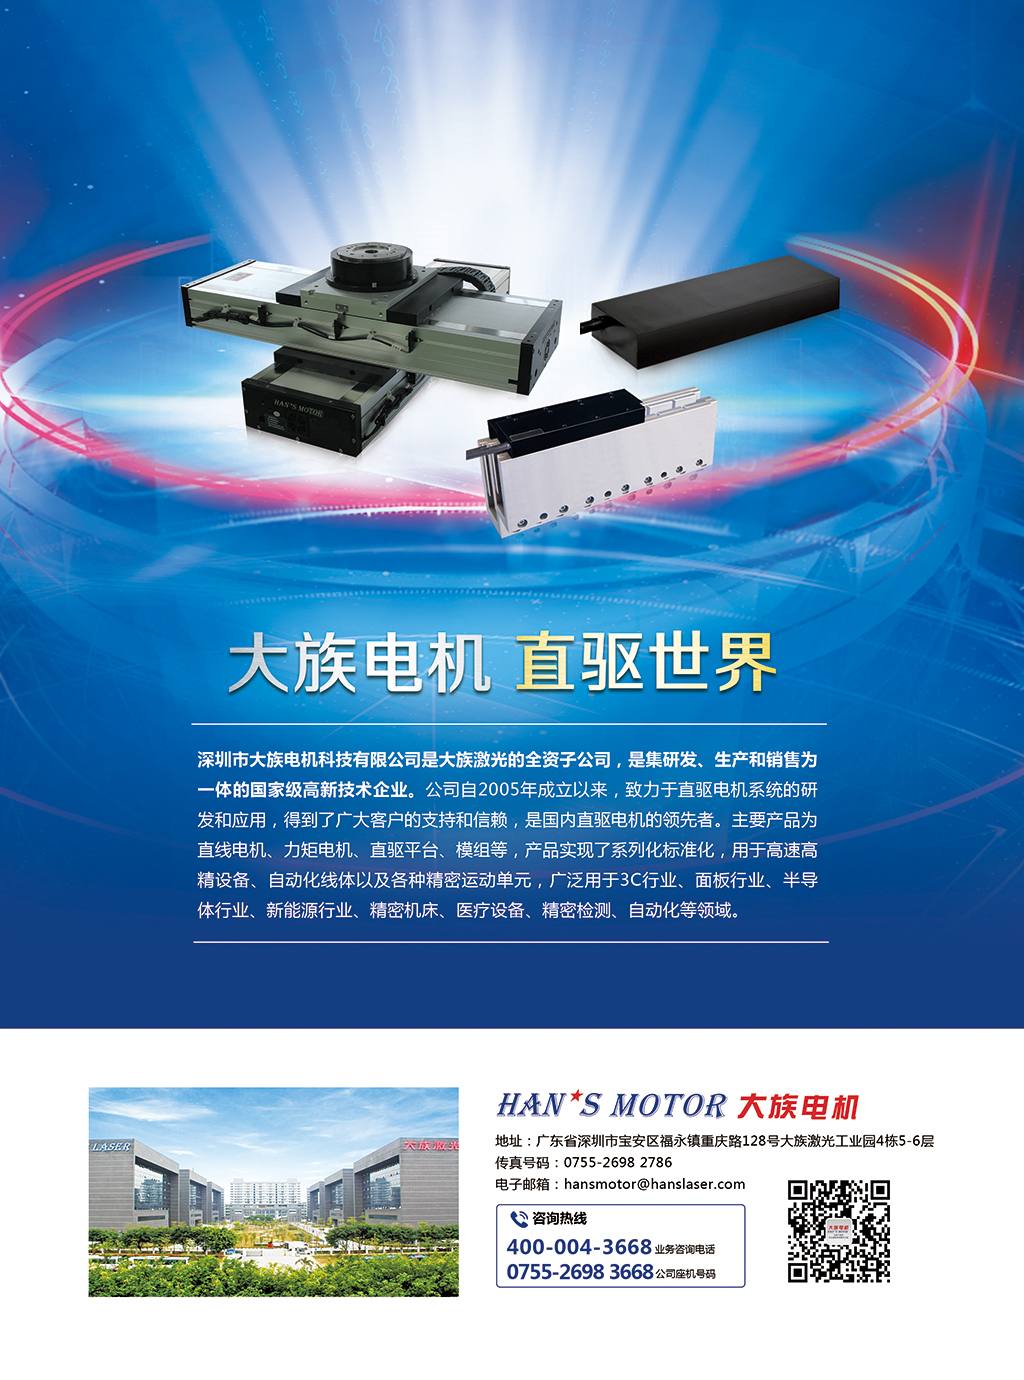 HAN*S MOTOR
大族电机 直驱世界
深圳市大族电机科技有限公司是大族激光的全资子公司，是集研发、生产和销售为
一体的国家级高新技术企业。公司自2005年成立以来，致力于直驱电机系统的研
发和应用，得到了广大客户的支持和信赖，是国内直驱电机的领先者。主要产品为
直线电机、力矩电机、直驱平台、模组等，产品实现了系列化标准化，用于高速高
精设备、自动化线体以及各种精密运动单元，广泛用于3C行业、面板行业、半导
体行业、新能源行业、精密机床、医疗设备、精密检测、自动化等领域。
LASER
大族激光
HAN*S MOTOR 大族电机
地址：广东省深圳市宝安区福永镇重庆路128号大族激光工业园4栋5-6层
传真号码：0755-2698 2786
电子邮箱：hansmotor@hanslaser.com
咨询热线
400-004-3668 业务咨询电话
0755-2698 3668 公司座机号码
大族电机